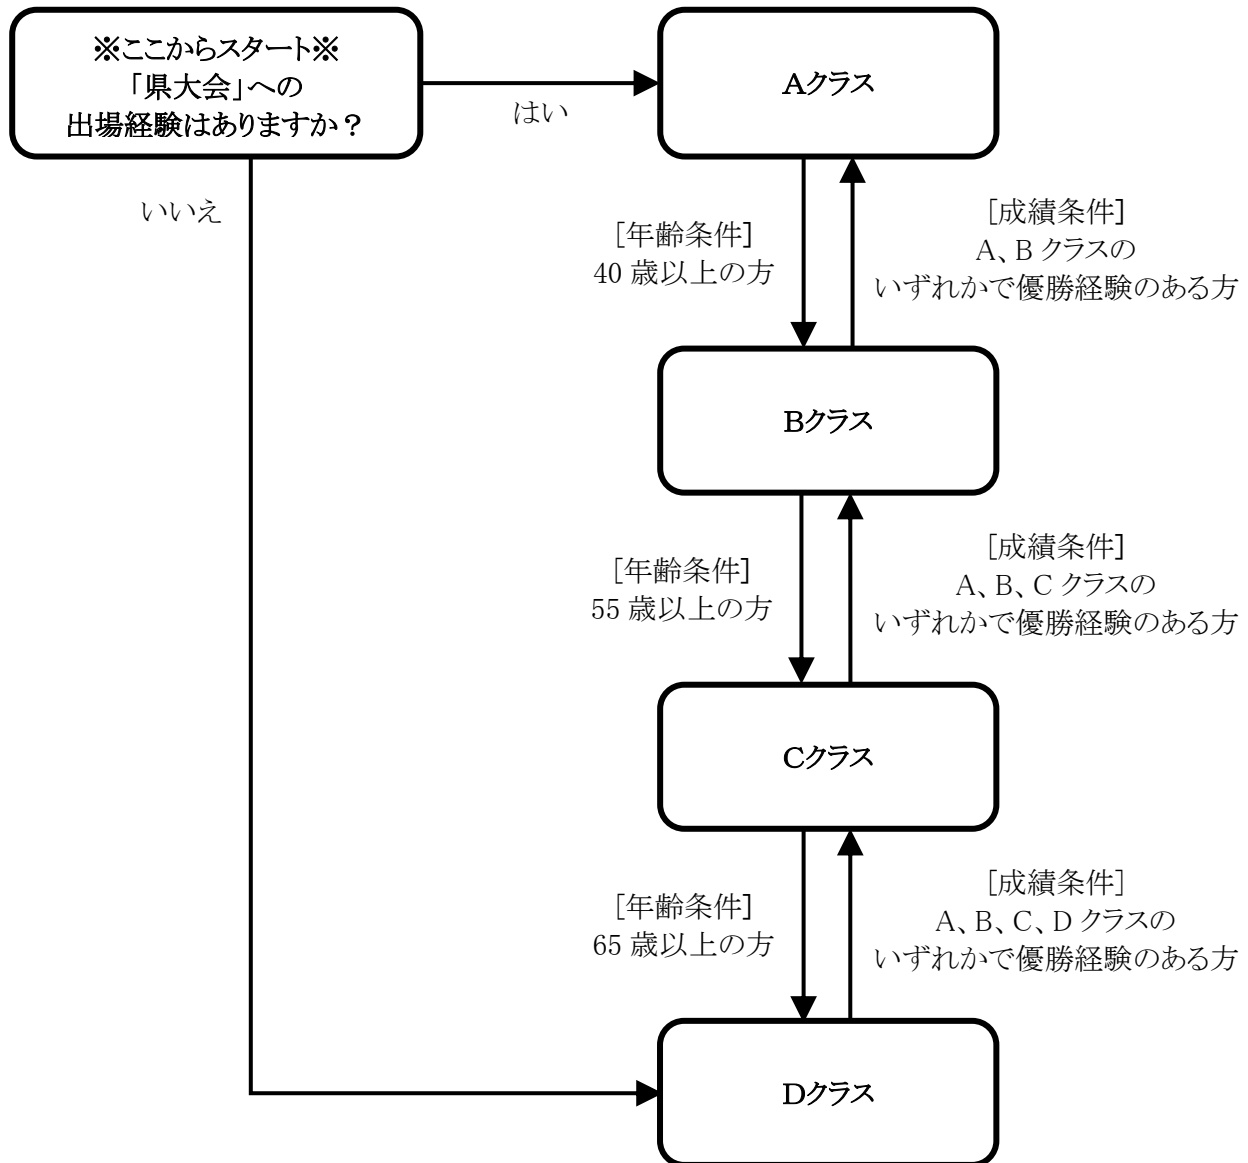 ※ここからスタート※
「県大会」への
出場経験はありますか？
はい
いいえ
Aクラス
[年齢条件]
40 歳以上の方
[成績条件]
A、B クラスの
いずれかで優勝経験のある方
Bクラス
[年齢条件]
55 歳以上の方
[成績条件]
A、B、C クラスの
いずれかで優勝経験のある方
Cクラス
[年齢条件]
65 歳以上の方
[成績条件]
A、B、C、D クラスの
いずれかで優勝経験のある方
Dクラス